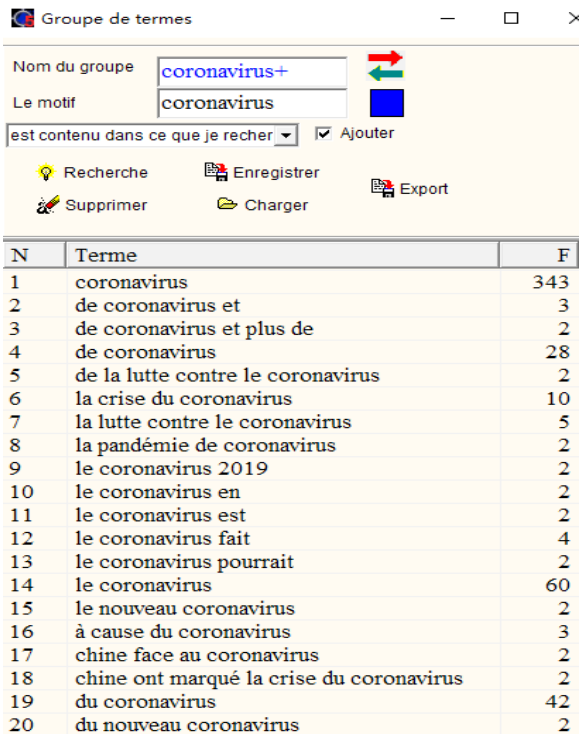 Groupe de termes
Nom du groupe coronavirus+
Le motif coronavirus
est contenu dans ce que je recher Ajouter
Recherche Enregistrer
Export
Supprimer Charger
N Terme F
1 coronavirus 343
2 de coronavirus et 3
3 de coronavirus et plus de 2
4 de coronavirus 28
5 de la lutte contre le coronavirus 2
6 la crise du coronavirus 10
7 la lutte contre le coronavirus 5
8 la pandémie de coronavirus 2
9 le coronavirus 2019 2
10 le coronavirus en 2
11 le coronavirus est 2
12 le coronavirus fait 4
13 le coronavirus pourrait 2
14 le coronavirus 60
15 le nouveau coronavirus 2
16 à cause du coronavirus 3
17 chine face au coronavirus 2
18 chine ont marqué la crise du coronavirus 2
19 du coronavirus 42
20 du nouveau coronavirus 2